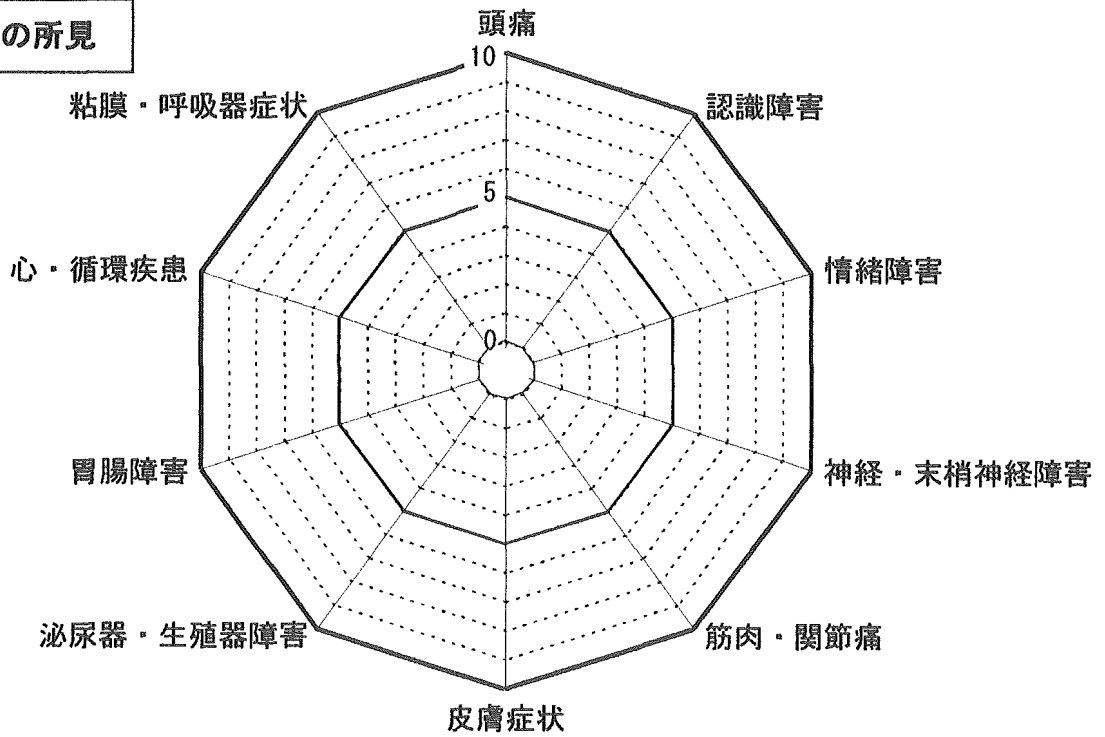 の所見
頭痛
10
粘膜・呼吸器症状
認識障害
5
心・循環疾患
情緒障害
0
胃腸障害
神経・末梢神経障害
泌尿器・生殖器障害
筋肉・関節痛
皮膚症状